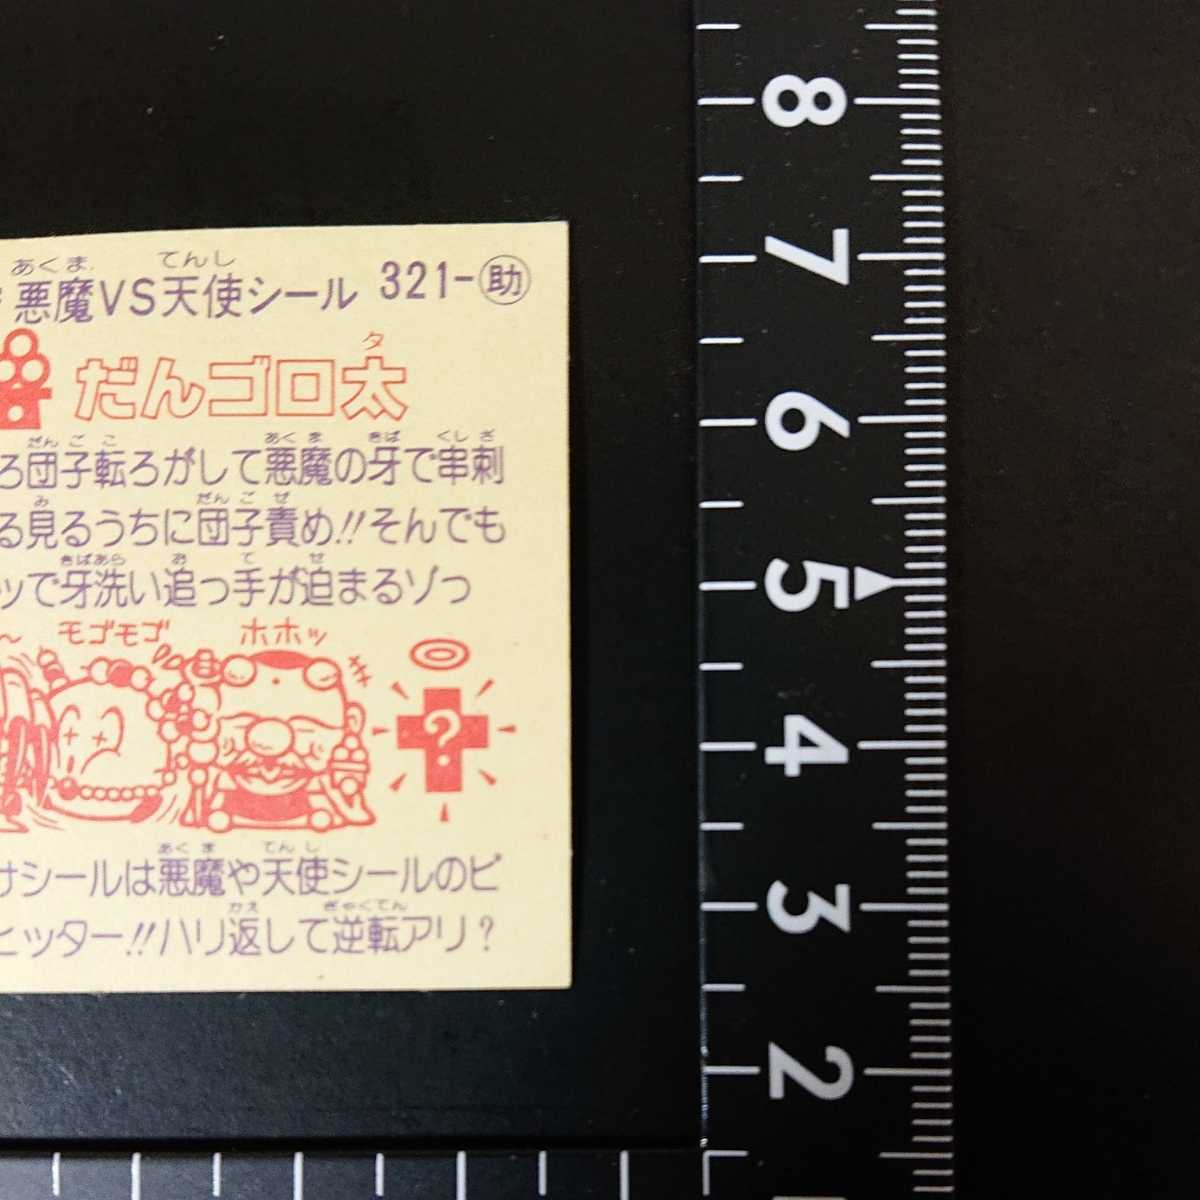 悪魔VS天使シール 321-助
あくま てんし
だんゴロ太
タ
ろ団子転ろがして悪魔の牙で串刺
だんご こ あくま きば くしざ
る見るうちに団子責め!!そんでも
み だんごぜ
ッで牙洗い追っ手が迫まるゾっ
きばあら お て せ
モゴモゴ ホホッ
?
けシールは悪魔や天使シールのピ
あくま てんし
ヒッター!!ハリ返して逆転アリ?
カえ ぎゃくてん
8
7
6
5
4
3
2